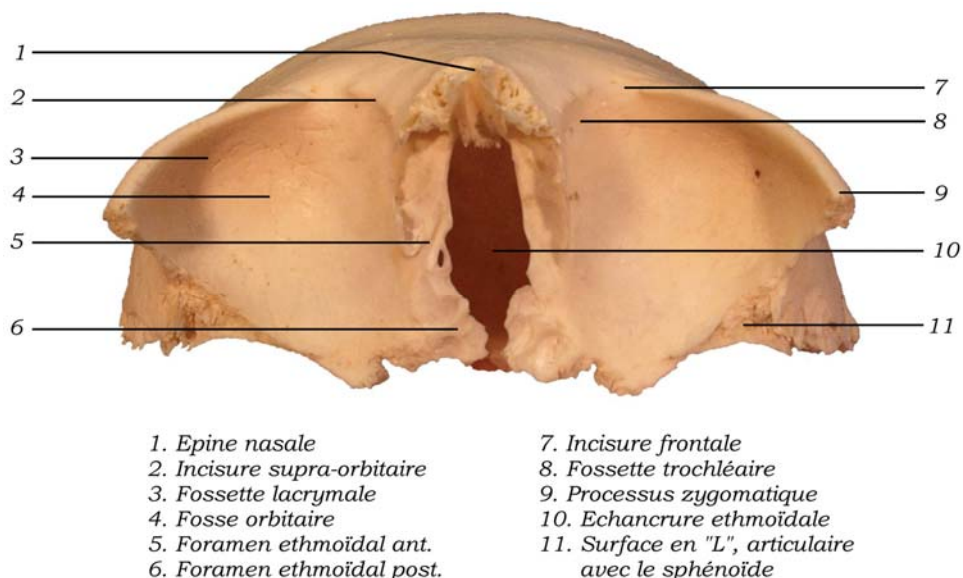 1
2
3
4
5
6
7
8
9
10
11
1. Epine nasale
2. Incisure supra-orbitaire
3. Fossette lacrymale
4. Fosse orbitaire
5. Foramen ethmoïdal ant.
6. Foramen ethmoïdal post.
7. Incisure frontale
8. Fossette trochléaire
9. Processus zygomatique
10. Echancrure ethmoïdale
11. Surface en "L", articulaire
avec le sphénoïde